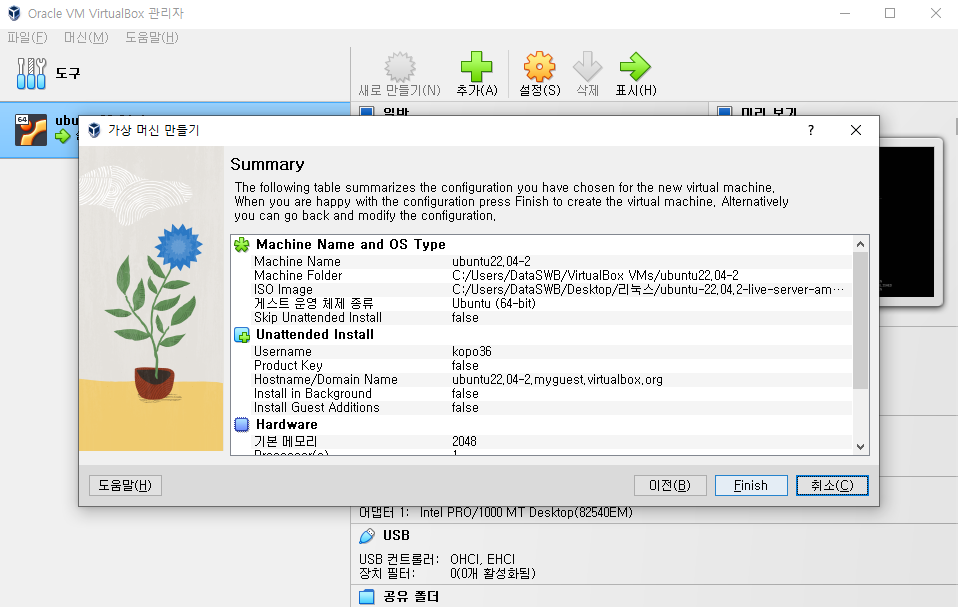 Oracle VM VirtualBox 관리자
파일(F) 머신(M) 도움말(H)
도구
새로 만들기(N) 추가(A) 설정(S) 삭제 표시(H)
일반
미리 보기
64
가상 머신 만들기
Summary
The following table summarizes the configuration you have chosen for the new virtual machine.
When you are happy with the configuration press Finish to create the virtual machine. Alternatively
you can go back and modify the configuration.
Machine Name and OS Type
Machine Name ubuntu22,04-2
Machine Folder C:/Users/DataSWB/VirtualBox VMs/ubuntu22,04-2
ISO Image C:/Users/DataSWB/Desktop/리눅스/ubuntu-22,04,2-live-server-am···
게스트 운영 체제 종류 Ubuntu (64-bit)
Skip Unattended Install false
Unattended Install
Username kopo36
Product Key false
Hostname/Domain Name ubuntu22,04-2,myguest,virtualbox,org
Install in Background false
Install Guest Additions false
Hardware
기본 메모리 2048
Processor(s) 1
도움말(H) 이전(B) Finish 취소(C)
어댑터 1: Intel PRO/1000 MT Desktop(82540EM)
USB
USB 컨트롤러: OHCI, EHCI
장치 필터: 0(0개 활성화됨)
공유 폴더